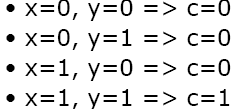 • x=0, y=0 => c=0
• x=0, y=1 => c=0
• x=1, y=0 => c=0
• x=1, y=1 => c=1